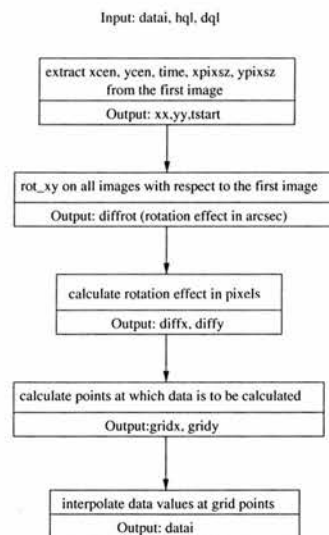 Input: datai, hql, dql
extract xcen, ycen, time, xpixsz, ypixsz
from the first image
Output: xx,yy,tstart
rot_xy on all images with respect to the first image
Output: diffrot (rotation effect in arcsec)
calculate rotation effect in pixels
Output: diffx, diffy
calculate points at which data is to be calculated
Output:gridx, gridy
interpolate data values at grid points
Output: datai